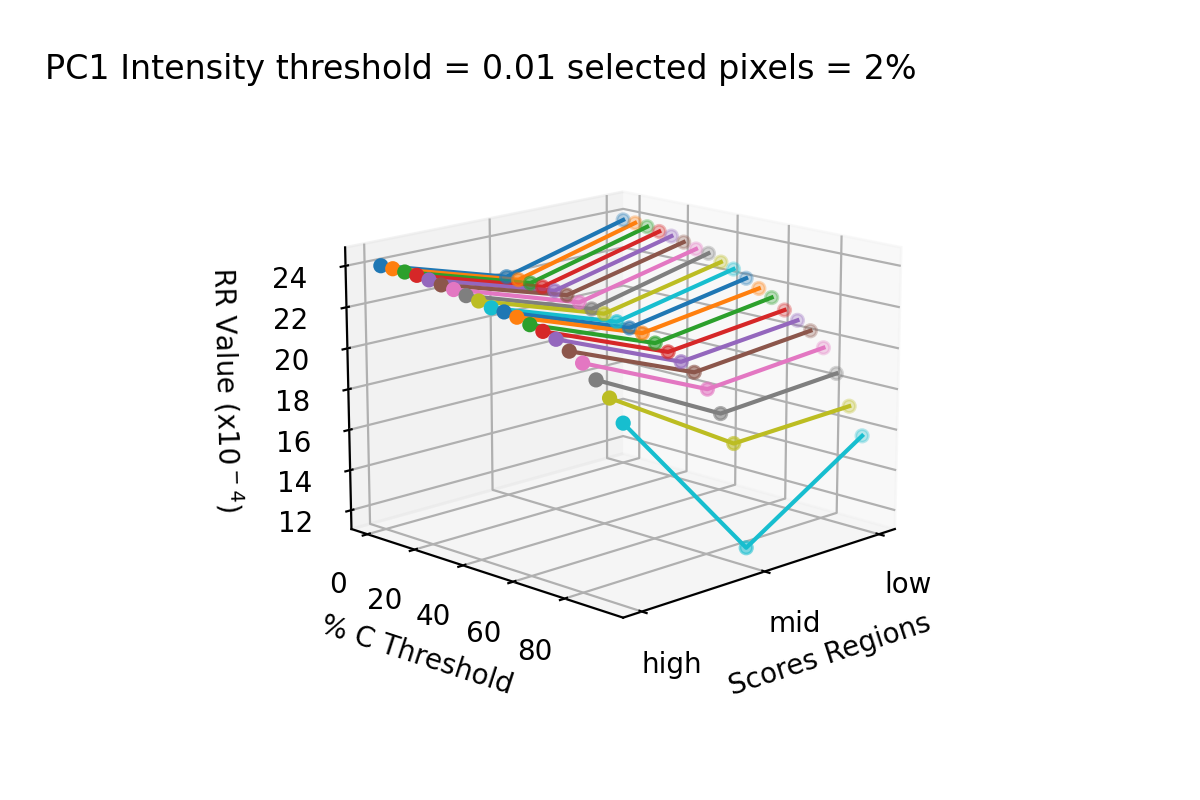 PC1 Intensity threshold = 0.01 selected pixels = 2%
RR Value (x10⁻⁴)
24
22
20
18
16
14
12
0
20
40
60
80
% C Threshold
high
mid
low
Scores Regions